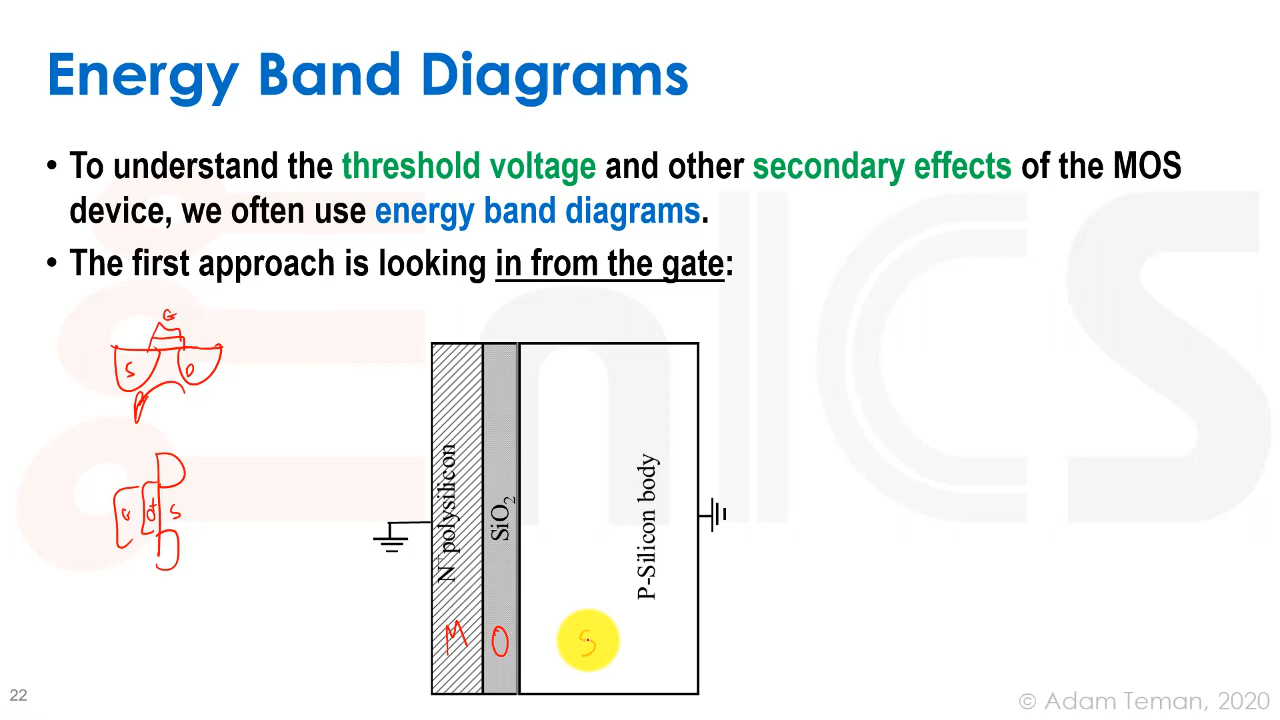 Energy Band Diagrams
• To understand the threshold voltage and other secondary effects of the MOS
device, we often use energy band diagrams.
• The first approach is looking in from the gate:
G
S
D
G
S
N+ polysilicon
SiO2
P-Silicon body
M
O
S
22
© Adam Teman, 2020
enICS